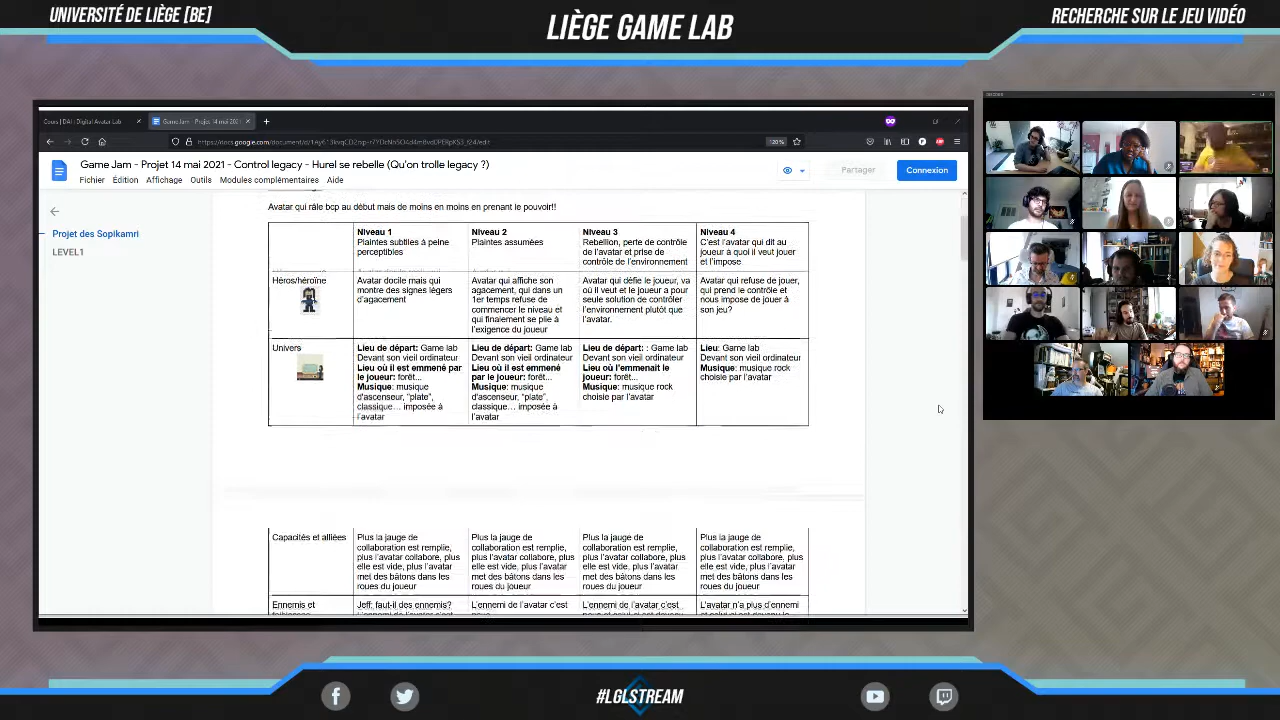 UNIVERSITÉ DE LIÈGE [BE]
LIÈGE GAME LAB
RECHERCHE SUR LE JEU VIDÉO
Cours | DAI | Digital Avatar Lab
Game Jam - Projet 14 mai 2021
120%
Game Jam - Projet 14 mai 2021 - Control legacy - Hurel se rebelle (Qu'on trolle legacy ?)
Fichier Édition Affichage Outils Modules complémentaires Aide
Partager
Connexion
Projet des Sopikamri
LEVEL1
Avatar qui râle bcp au début mais de moins en moins en prenant le pouvoir!!
Niveau 1
Plaintes subtiles à peine
perceptibles
Niveau 2
Plaintes assumées
Niveau 3
Rebellion, perte de contrôle
de l'avatar et prise de
contrôle de l'environnement
Niveau 4
C'est l'avatar qui dit au
joueur à quoi il veut jouer
et l'impose
Héros/héroïne
Avatar docile mais qui
montre des signes légers
d'agacement
Avatar qui affiche son
agacement, qui dans un
1er temps refuse de
commencer le niveau et
qui finalement se plie à
l'exigence du joueur
Avatar qui défie le joueur, va
où il veut et le joueur a pour
seule solution de contrôler
l'environnement plutôt que
l'avatar.
Avatar qui refuse de jouer,
qui prend le contrôle et
nous impose de jouer à
son jeu?
Univers
Lieu de départ: Game lab
Devant son vieil ordinateur
Lieu où il est emmené par
le joueur: forêt...
Musique: musique
d'ascenseur, "plate",
classique... imposée à
l'avatar
Lieu de départ: Game lab
Devant son vieil ordinateur
Lieu où il est emmené
par le joueur: forêt...
Musique: musique
d'ascenseur, "plate",
classique... imposée à
l'avatar
Lieu de départ: : Game lab
Devant son vieil ordinateur
Lieu où l'emmenait le
joueur: forêt...
Musique: musique rock
choisie par l'avatar
Lieu: Game lab
Devant son vieil ordinateur
Musique: musique rock
choisie par l'avatar
Capacités et alliées
Plus la jauge de
collaboration est remplie,
plus l'avatar collabore, plus
elle est vide, plus l'avatar
met des bâtons dans les
roues du joueur
Plus la jauge de
collaboration est remplie,
plus l'avatar collabore, plus
elle est vide, plus l'avatar
met des bâtons dans les
roues du joueur
Plus la jauge de
collaboration est remplie,
plus l'avatar collabore, plus
elle est vide, plus l'avatar
met des bâtons dans les
roues du joueur
Plus la jauge de
collaboration est remplie,
plus l'avatar collabore, plus
elle est vide, plus l'avatar
met des bâtons dans les
roues du joueur
Ennemis et
Jeff: faut-il des ennemis?
L'ennemi de l'avatar c'est
L'ennemi de l'avatar c'est
L'avatar n'a plus d'ennemi
#LGLSTREAM